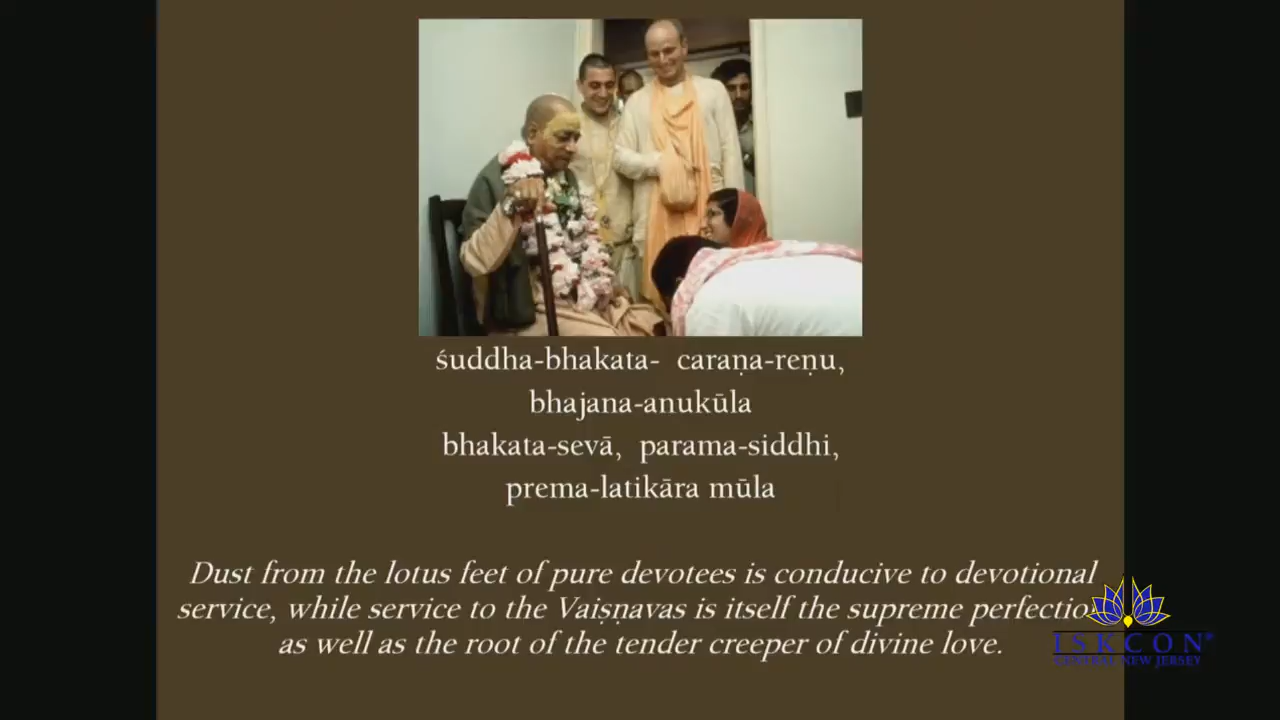 śuddha-bhakata- caraṇa-reṇu,
bhajana-anukūla
bhakata-sevā, parama-siddhi,
prema-latikāra mūla
Dust from the lotus feet of pure devotees is conducive to devotional
service, while service to the Vaiṣṇavas is itself the supreme perfection
as well as the root of the tender creeper of divine love.
ISKCON®
CENTRAL NEW JERSEY